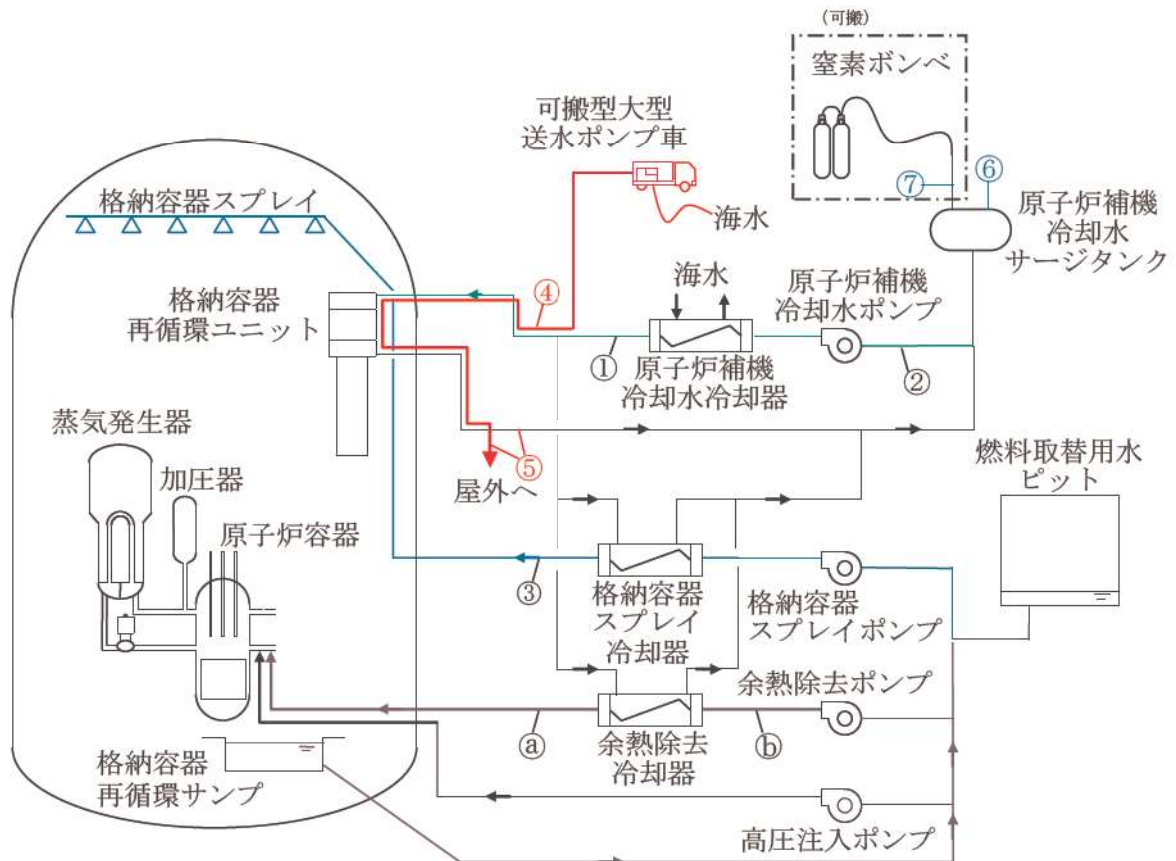 (可搬)
窒素ボンベ
可搬型大型
送水ポンプ車
⑦
⑥
海水
原子炉補機
冷却水
サージタンク
格納容器スプレイ
海水
原子炉補機
冷却水ポンプ
④
格納容器
再循環ユニット
①
原子炉補機
冷却水冷却器
②
蒸気発生器
⑤
屋外へ
燃料取替用水
ピット
加圧器
原子炉容器
③
格納容器
スプレイ
冷却器
格納容器
スプレイポンプ
余熱除去ポンプ
ⓐ
ⓑ
余熱除去
冷却器
格納容器
再循環サンプ
高圧注入ポンプ